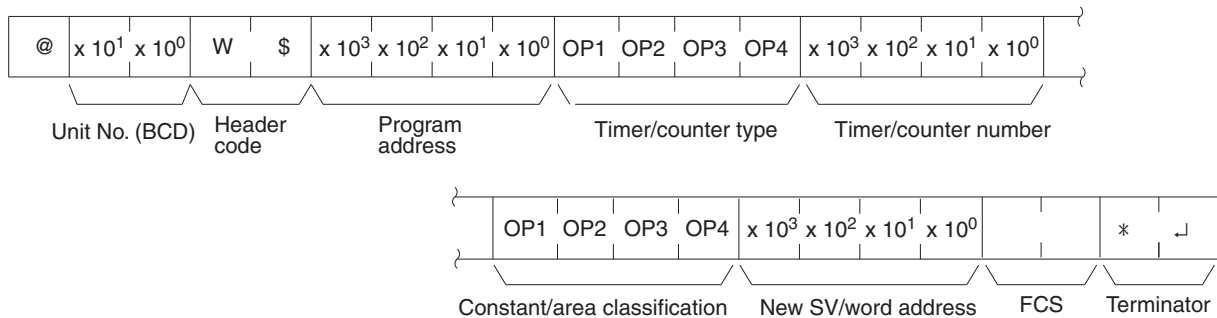 @ x 10¹ x 10⁰ W $ x 10³ x 10² x 10¹ x 10⁰ OP1 OP2 OP3 OP4 x 10³ x 10² x 10¹ x 10⁰
Unit No. (BCD) Header code Program address Timer/counter type Timer/counter number
OP1 OP2 OP3 OP4 x 10³ x 10² x 10¹ x 10⁰ * ↵
Constant/area classification New SV/word address FCS Terminator